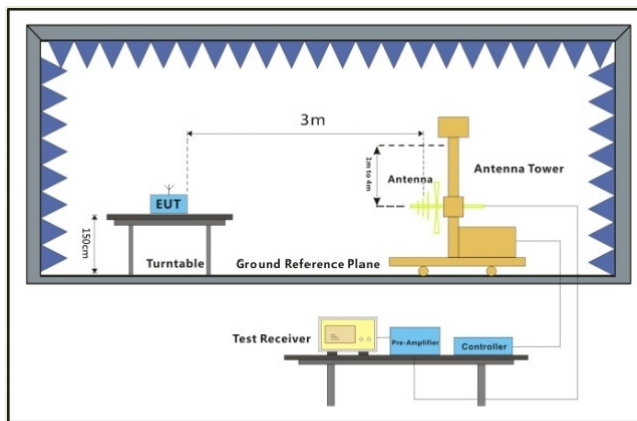 3m
1m to 4m
Antenna
Antenna Tower
EUT
150cm
Turntable
Ground Reference Plane
Test Receiver
Pre-Amplifier
Controller